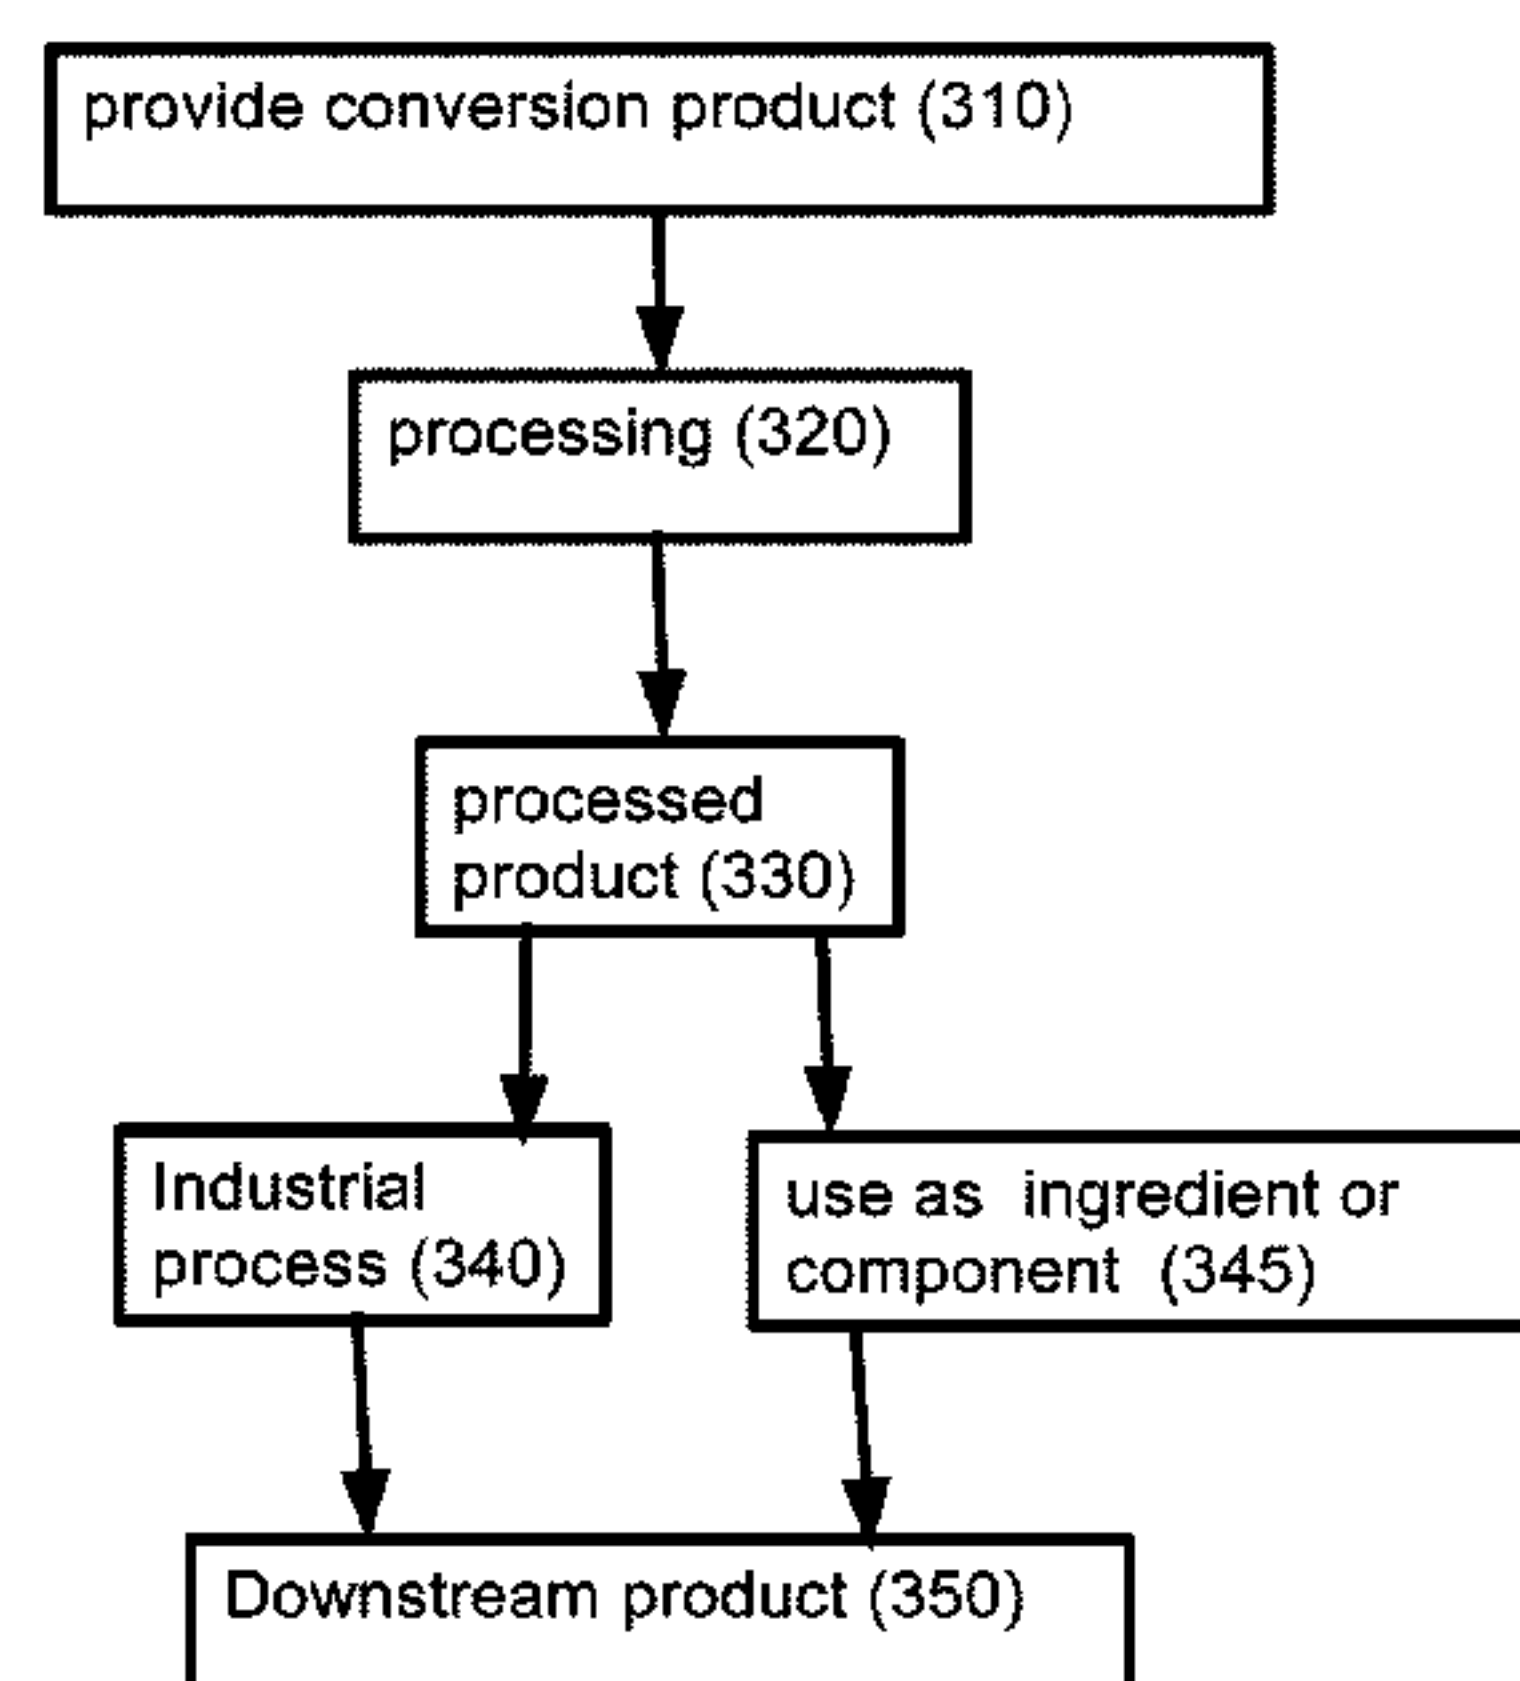 provide conversion product (310)
processing (320)
processed
product (330)
Industrial
process (340)
use as ingredient or
component (345)
Downstream product (350)